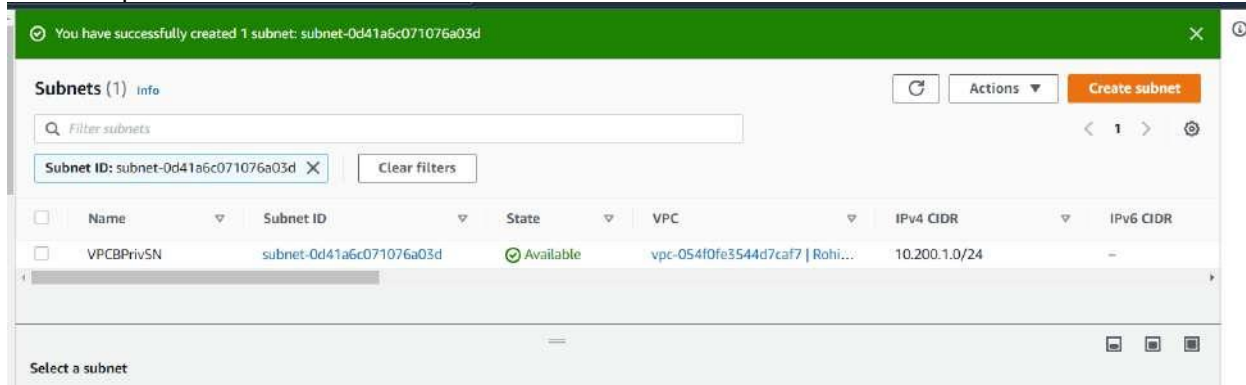 You have successfully created 1 subnet: subnet-0d41a6c071076a03d
Subnets (1) Info
Actions
Create subnet
Filter subnets
1
Subnet ID: subnet-0d41a6c071076a03d
Clear filters
Name Subnet ID State VPC IPv4 CIDR IPv6 CIDR
VPCBPrivSN subnet-0d41a6c071076a03d Available vpc-054f0fe3544d7caf7 | Rohi... 10.200.1.0/24 –
Select a subnet